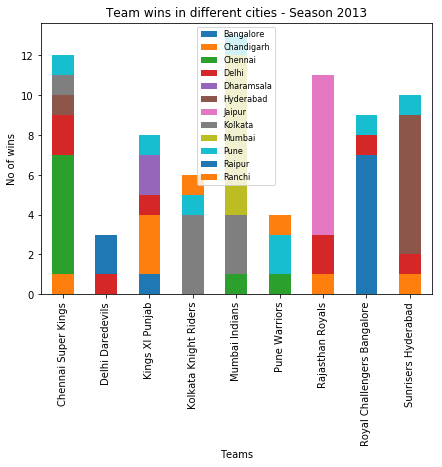 Team wins in different cities - Season 2013
No of wins
12
10
8
6
4
2
0
Bangalore
Chandigarh
Chennai
Delhi
Dharamsala
Hyderabad
Jaipur
Kolkata
Mumbai
Pune
Raipur
Ranchi
Chennai Super Kings
Delhi Daredevils
Kings XI Punjab
Kolkata Knight Riders
Mumbai Indians
Pune Warriors
Rajasthan Royals
Royal Challengers Bangalore
Sunrisers Hyderabad
Teams